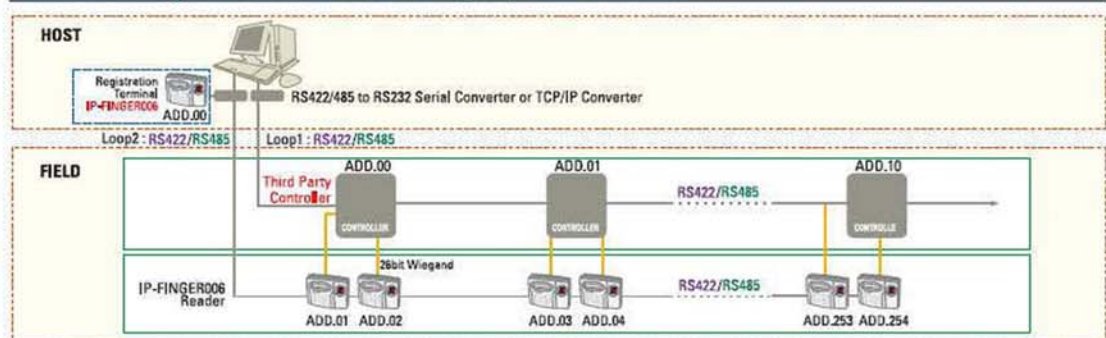 HOST
Registration
Terminal
IP-FINGER006
ADD.00
RS422/485 to RS232 Serial Converter or TCP/IP Converter
Loop2 : RS422/RS485
Loop1 : RS422/RS485
FIELD
ADD.00
ADD.01
ADD.10
Third Party
Controller
RS422/RS485
CONTROLLER
CONTROLLER
CONTROLLE
26bit Wiegand
IP-FINGER006
Reader
RS422/RS485
ADD.01
ADD.02
ADD.03
ADD.04
ADD.253
ADD.254